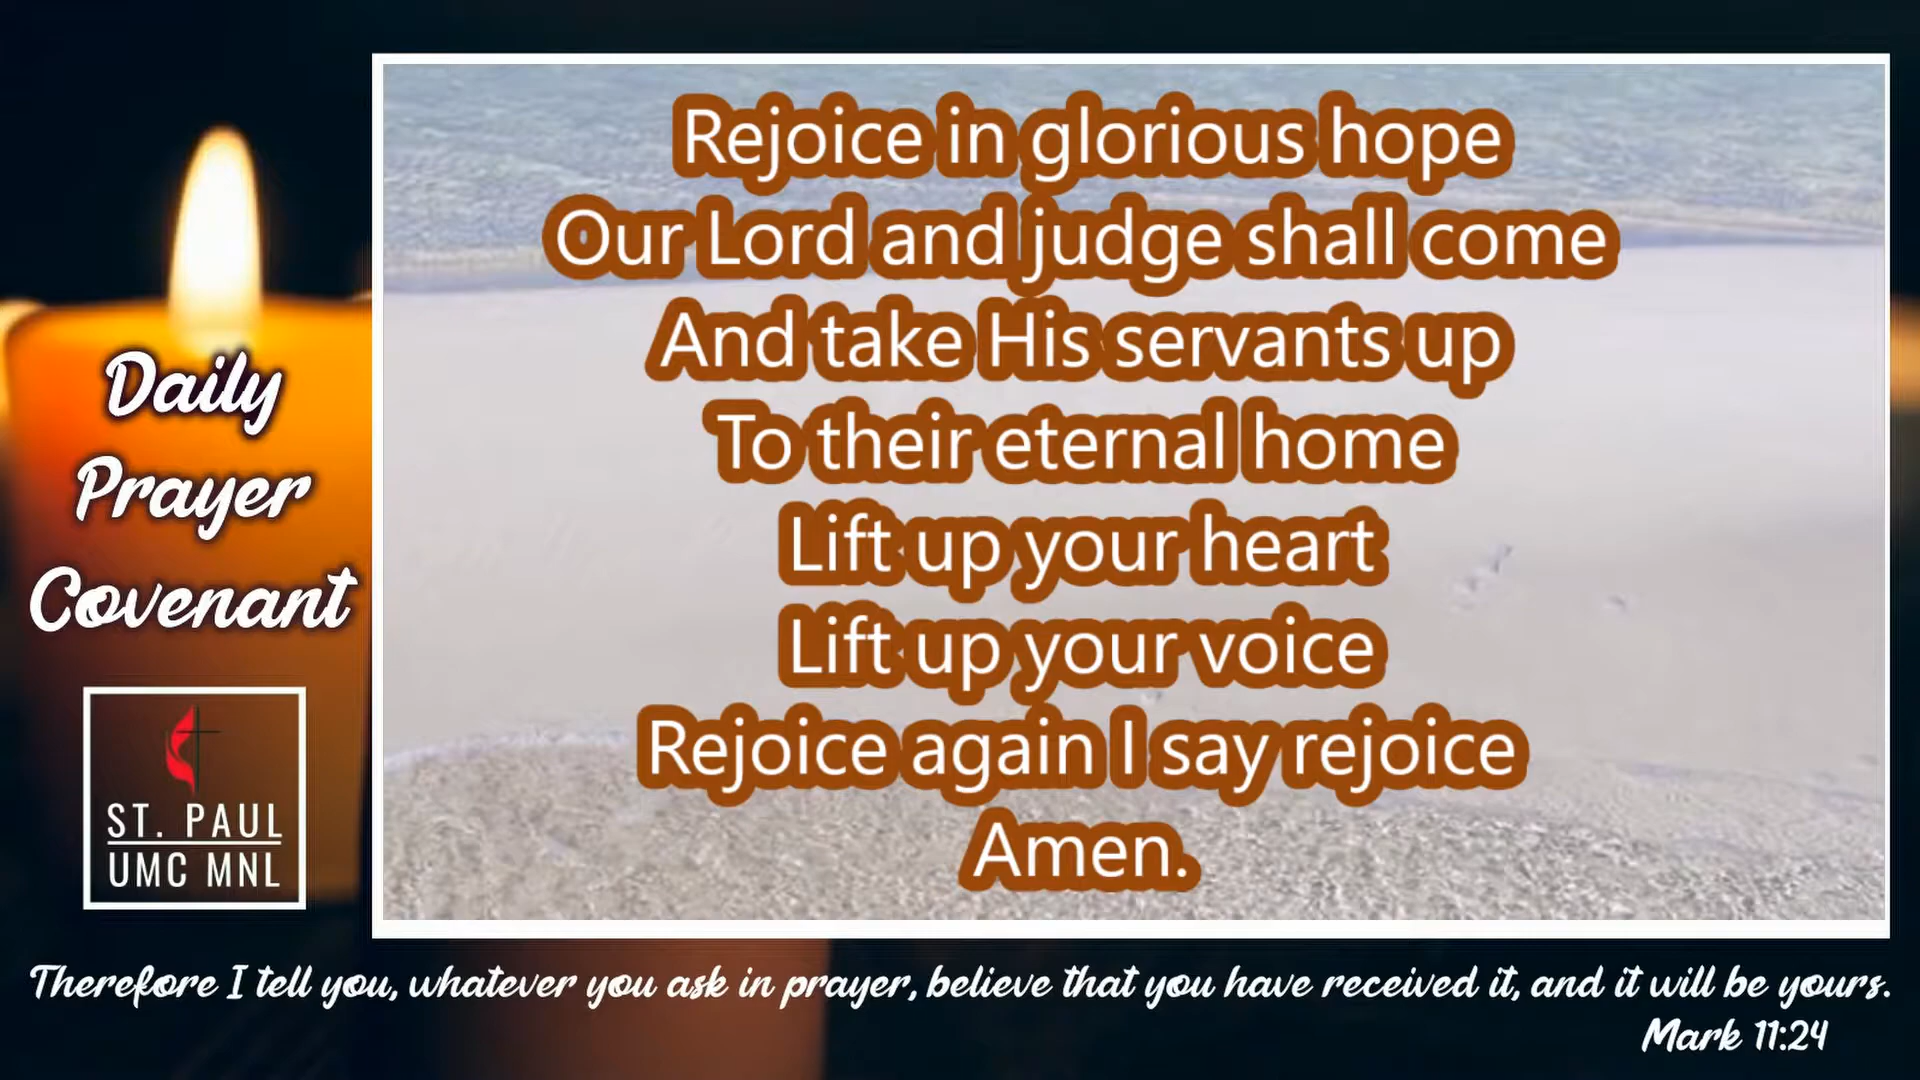 Rejoice in glorious hope
Our Lord and judge shall come
And take His servants up
To their eternal home
Lift up your heart
Lift up your voice
Rejoice again I say rejoice
Amen.
Daily
Prayer
Covenant
ST. PAUL
UMC MNL
Therefore I tell you, whatever you ask in prayer, believe that you have received it, and it will be yours.
Mark 11:24